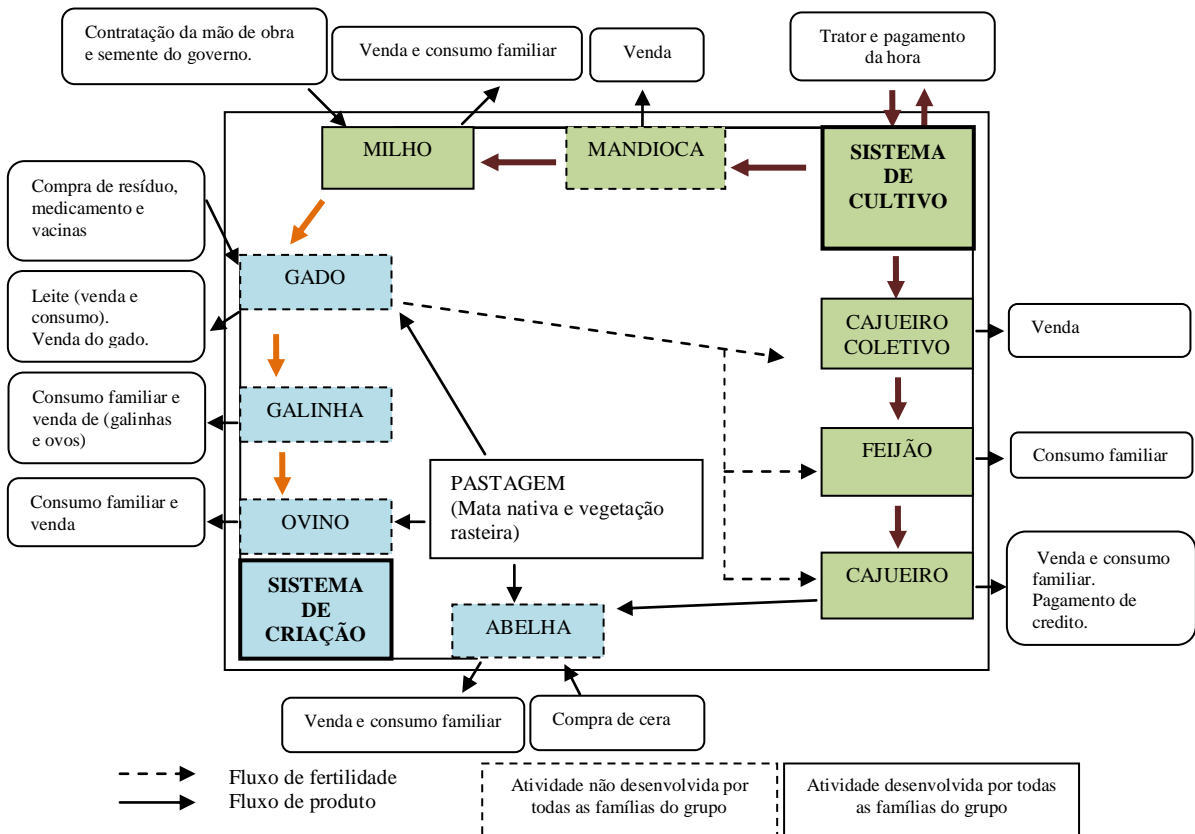 Contratação da mão de obra
e semente do governo.
Venda e consumo familiar
Venda
Trator e pagamento
da hora
MILHO
MANDIOCA
SISTEMA
DE
CULTIVO
Compra de resíduo,
medicamento e
vacinas
GADO
Leite (venda e
consumo).
Venda do gado.
CAJUEIRO
COLETIVO
Venda
Consumo familiar e
venda de (galinhas
e ovos)
GALINHA
FEIJÃO
Consumo familiar
PASTAGEM
(Mata nativa e vegetação
rasteira)
Consumo familiar e
venda
OVINO
CAJUEIRO
Venda e consumo
familiar.
Pagamento de
credito.
SISTEMA
DE
CRIAÇÃO
ABELHA
Venda e consumo familiar
Compra de cera
Fluxo de fertilidade
Fluxo de produto
Atividade não desenvolvida por
todas as famílias do grupo
Atividade desenvolvida por todas
as famílias do grupo